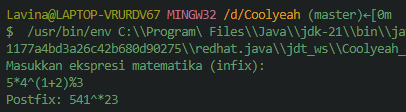 Lavina@LAPTOP-VRURDV67 MINGW32 /d/Coolyeah (master)←[0m
$  /usr/bin/env C:\\Program\ Files\\Java\\jdk-21\\bin\\jav
1177a4bd3a26c42b680d90275\\redhat.java\\jdt_ws\\Coolyeah_
Masukkan ekspresi matematika (infix):
5*4^(1+2)%3
Postfix: 541^*23